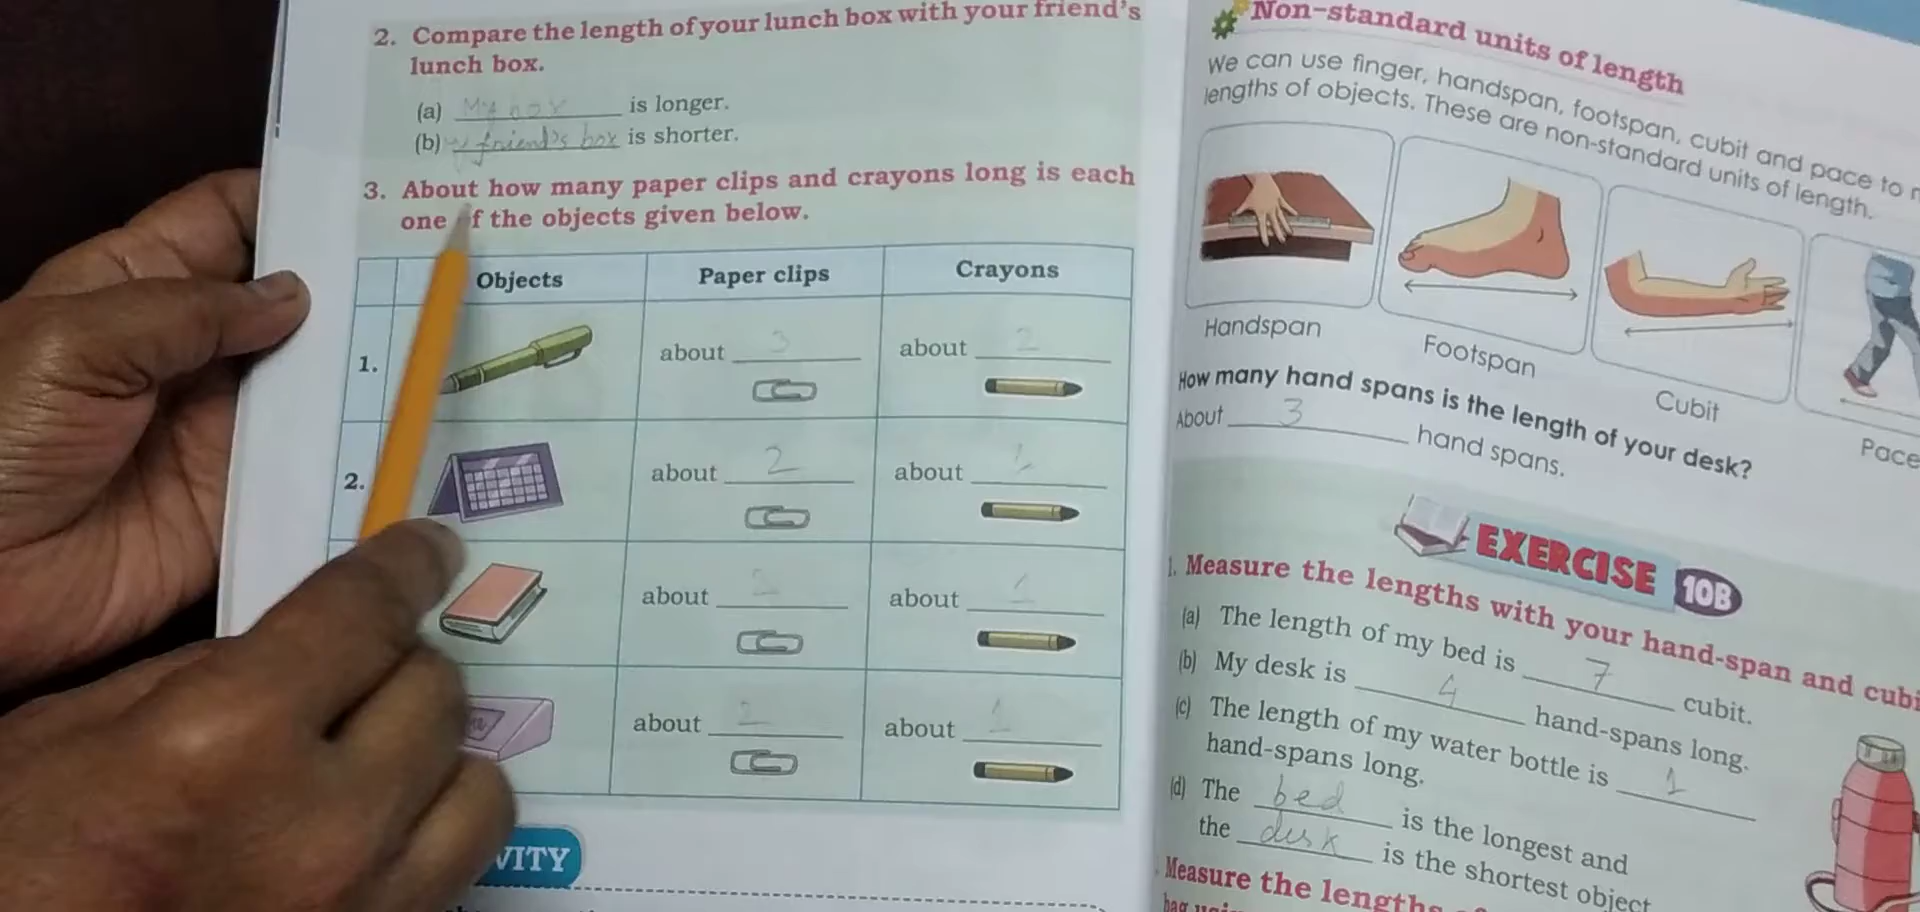 2. Compare the length of your lunch box with your friend's
lunch box.
(a) My box is longer.
(b) friend's box is shorter.
3. About how many paper clips and crayons long is each
one of the objects given below.
Objects Paper clips Crayons
1. about 3 about 2
2. about 2 about 1
about about 1
about 2 about 1
VITY
Non-standard units of length
We can use finger, handspan, footspan, cubit and pace to
lengths of objects. These are non-standard units of length.
Handspan
Footspan
Cubit
Pace
How many hand spans is the length of your desk?
About 3 hand spans.
EXERCISE 10B
1. Measure the lengths with your hand-span and cubi
(a) The length of my bed is 7 cubit.
(b) My desk is 4 hand-spans long.
(c) The length of my water bottle is 1
hand-spans long.
(d) The bed is the longest and
the desk is the shortest object
Measure the lengths